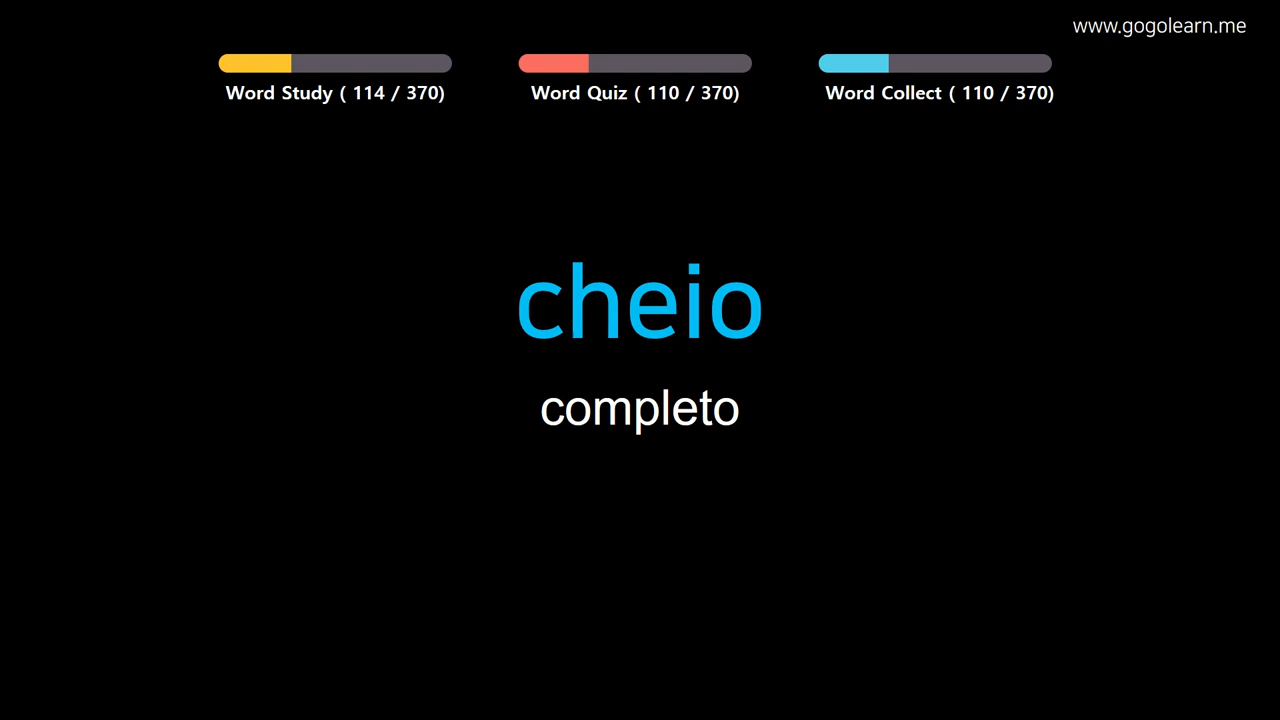 www.gogolearn.me
Word Study ( 114 / 370)
Word Quiz ( 110 / 370)
Word Collect ( 110 / 370)
cheio
completo